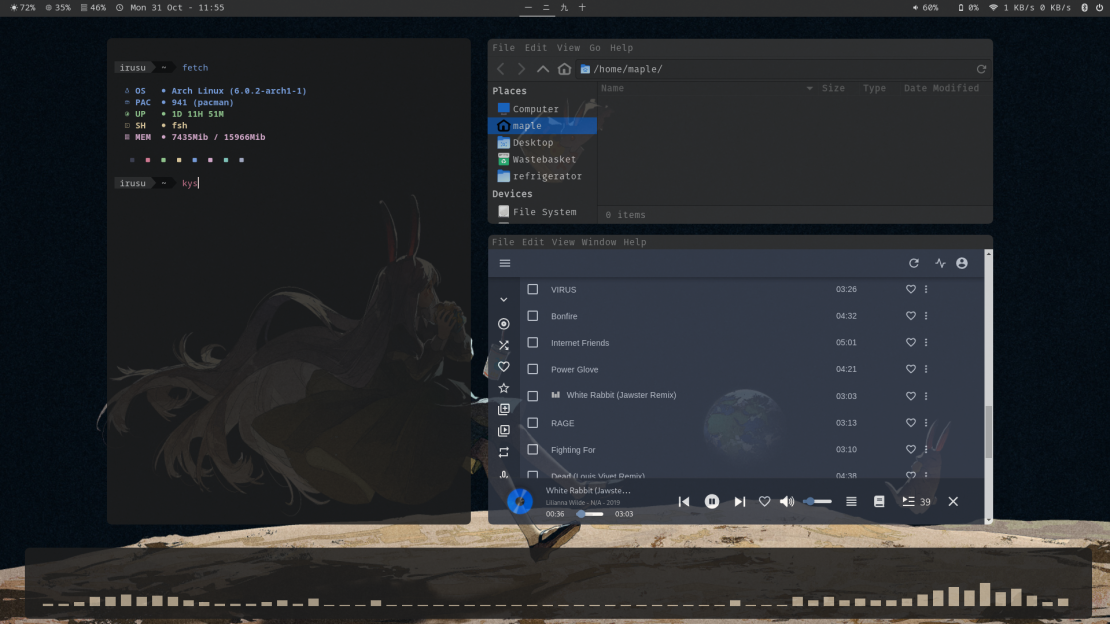 72% 35% 46% Mon 31 Oct - 11:55
一 二 九 十
60% 0% 1 KB/s 0 KB/s
irusu ~ fetch
OS • Arch Linux (6.0.2-arch1-1)
PAC • 941 (pacman)
UP • 1D 11H 51M
SH • fsh
MEM • 7435Mib / 15966Mib
irusu ~ kys
File Edit View Go Help
/home/maple/
Places
Computer
maple
Desktop
Wastebasket
refrigerator
Devices
File System
Name Size Type Date Modified
0 items
File Edit View Window Help
VIRUS 03:26
Bonfire 04:32
Internet Friends 05:01
Power Glove 04:21
White Rabbit (Jawster Remix) 03:03
RAGE 03:13
Fighting For 03:10
Dead (Louis Vivet Remix) 04:38
White Rabbit (Jawste...
Lilianna Wilde - N/A - 2019
00:36 03:03
39